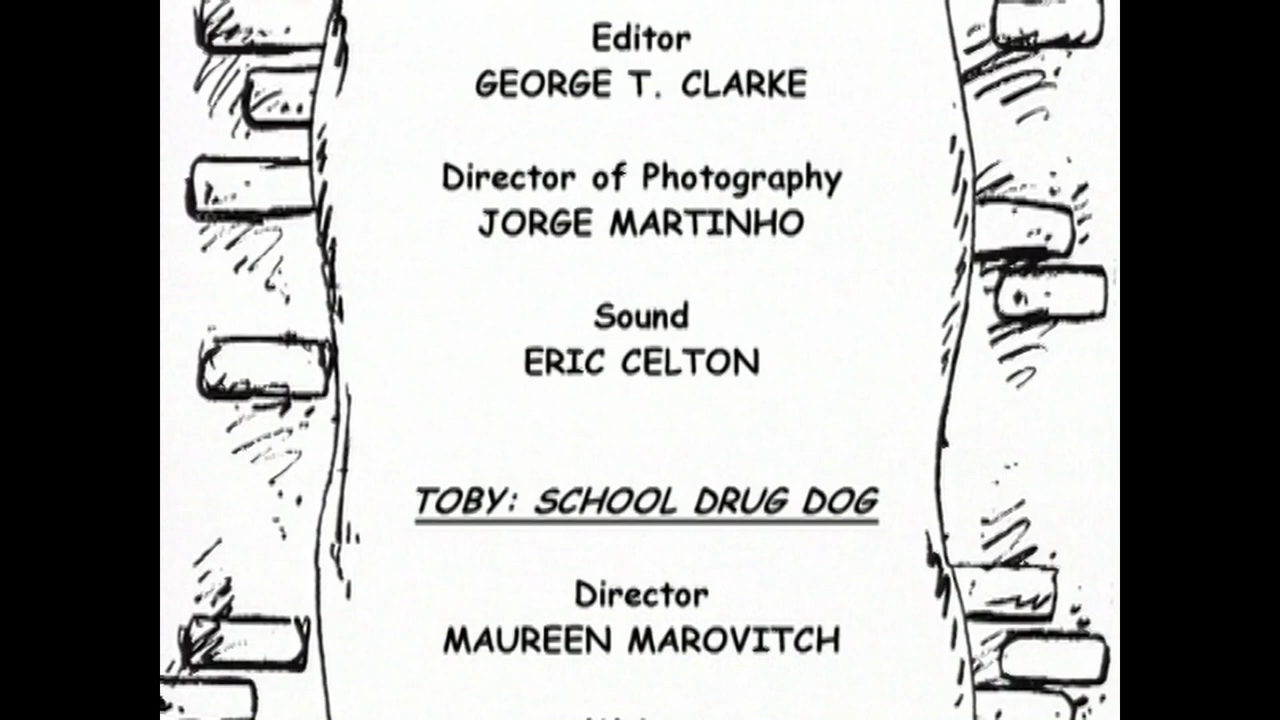 Editor
GEORGE T. CLARKE
Director of Photography
JORGE MARTINHO
Sound
ERIC CELTON
TOBY: SCHOOL DRUG DOG
Director
MAUREEN MAROVITCH